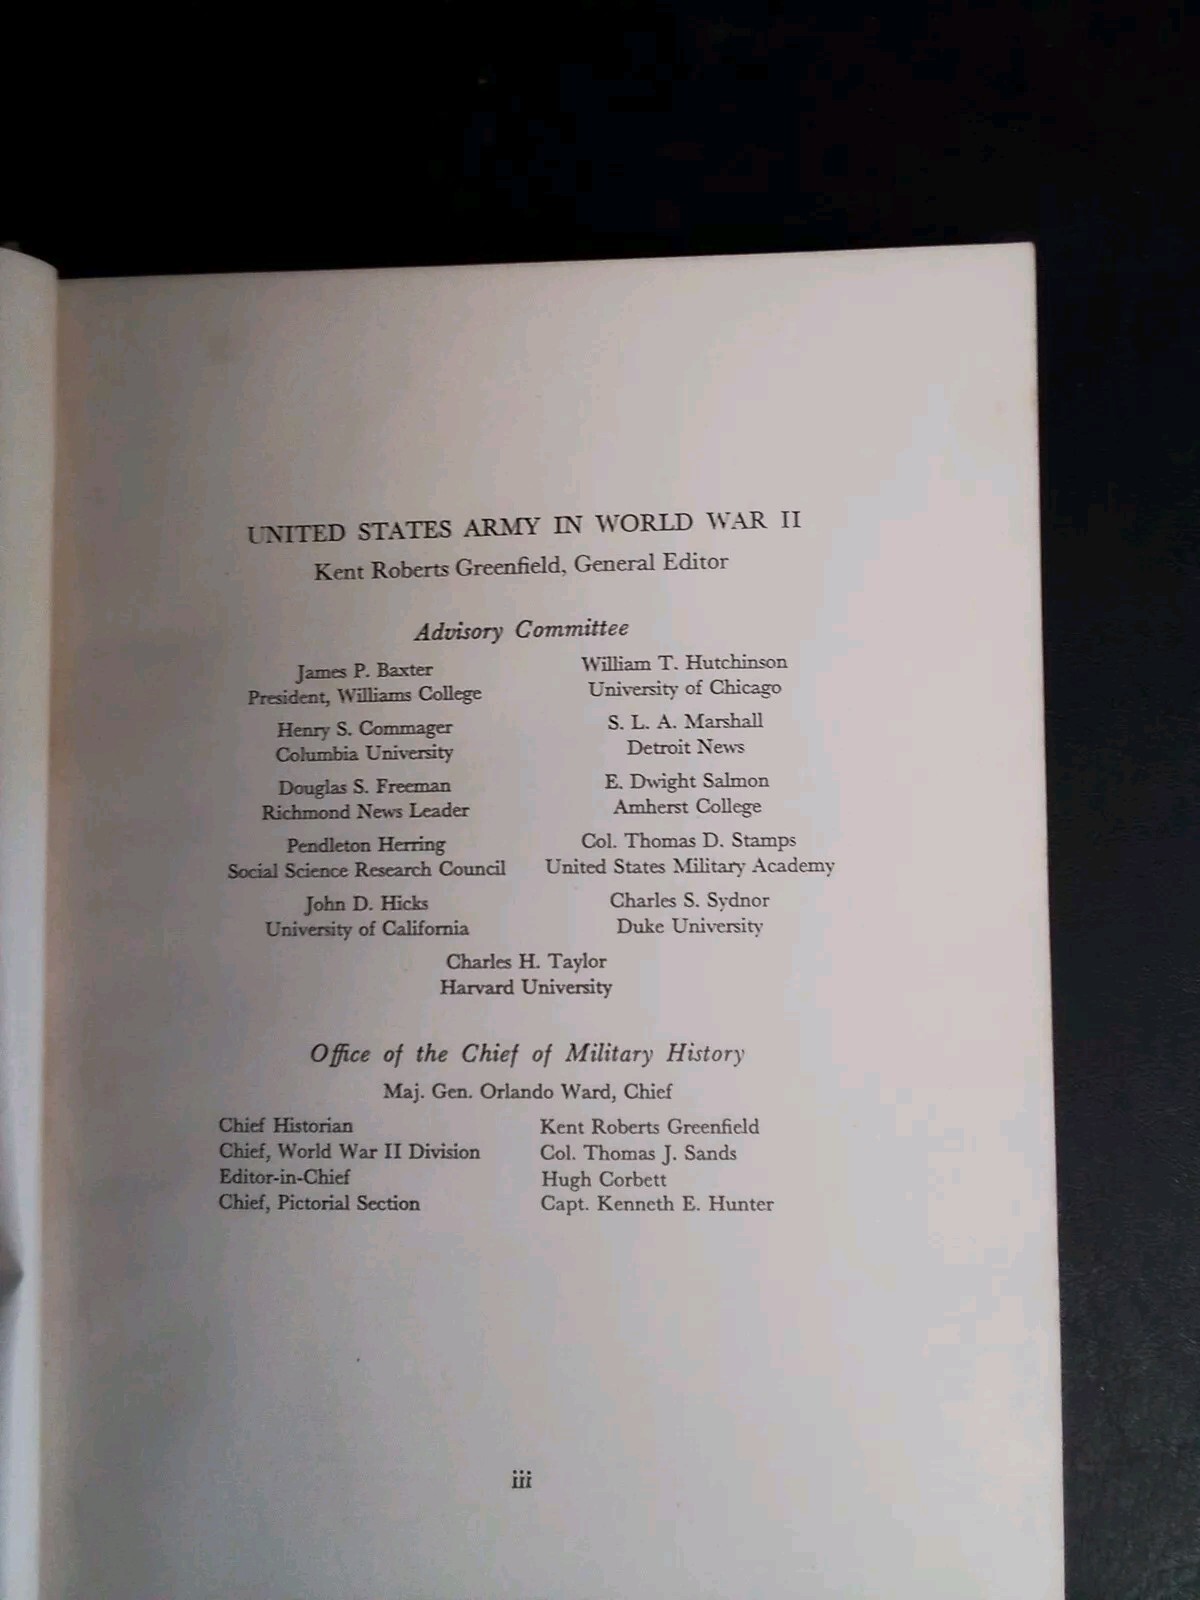 UNITED STATES ARMY IN WORLD WAR II
Kent Roberts Greenfield, General Editor
Advisory Committee
James P. Baxter
President, Williams College
Henry S. Commager
Columbia University
Douglas S. Freeman
Richmond News Leader
Pendleton Herring
Social Science Research Council
John D. Hicks
University of California
William T. Hutchinson
University of Chicago
S. L. A. Marshall
Detroit News
E. Dwight Salmon
Amherst College
Col. Thomas D. Stamps
United States Military Academy
Charles S. Sydnor
Duke University
Charles H. Taylor
Harvard University
Office of the Chief of Military History
Maj. Gen. Orlando Ward, Chief
Chief Historian Kent Roberts Greenfield
Chief, World War II Division Col. Thomas J. Sands
Editor-in-Chief Hugh Corbett
Chief, Pictorial Section Capt. Kenneth E. Hunter
iii